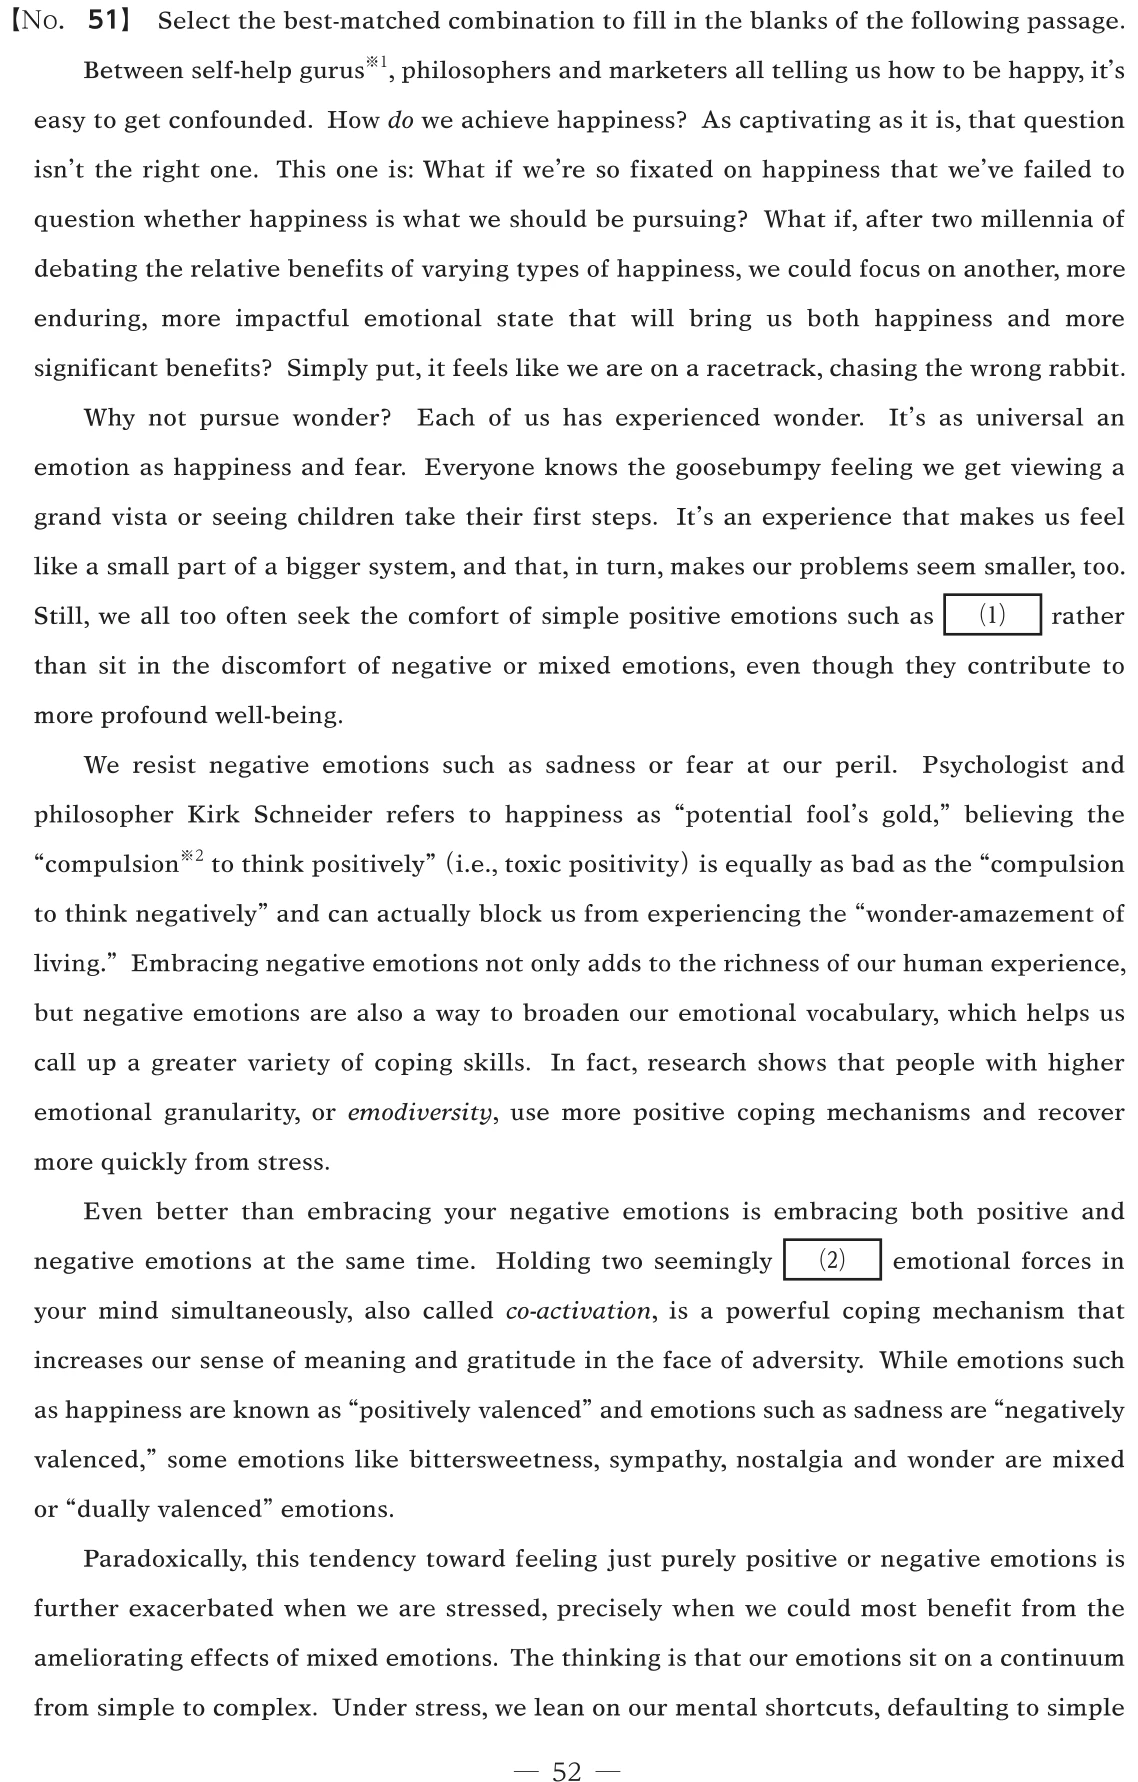 【No. 51】 Select the best-matched combination to fill in the blanks of the following passage.
Between self-help gurus※1, philosophers and marketers all telling us how to be happy, it's
easy to get confounded. How do we achieve happiness? As captivating as it is, that question
isn't the right one. This one is: What if we're so fixated on happiness that we've failed to
question whether happiness is what we should be pursuing? What if, after two millennia of
debating the relative benefits of varying types of happiness, we could focus on another, more
enduring, more impactful emotional state that will bring us both happiness and more
significant benefits? Simply put, it feels like we are on a racetrack, chasing the wrong rabbit.
Why not pursue wonder? Each of us has experienced wonder. It's as universal an
emotion as happiness and fear. Everyone knows the goosebumpy feeling we get viewing a
grand vista or seeing children take their first steps. It's an experience that makes us feel
like a small part of a bigger system, and that, in turn, makes our problems seem smaller, too.
Still, we all too often seek the comfort of simple positive emotions such as (1) rather
than sit in the discomfort of negative or mixed emotions, even though they contribute to
more profound well-being.
We resist negative emotions such as sadness or fear at our peril. Psychologist and
philosopher Kirk Schneider refers to happiness as “potential fool's gold,” believing the
“compulsion※2 to think positively” (i.e., toxic positivity) is equally as bad as the “compulsion
to think negatively” and can actually block us from experiencing the “wonder-amazement of
living.” Embracing negative emotions not only adds to the richness of our human experience,
but negative emotions are also a way to broaden our emotional vocabulary, which helps us
call up a greater variety of coping skills. In fact, research shows that people with higher
emotional granularity, or emodiversity, use more positive coping mechanisms and recover
more quickly from stress.
Even better than embracing your negative emotions is embracing both positive and
negative emotions at the same time. Holding two seemingly (2) emotional forces in
your mind simultaneously, also called co-activation, is a powerful coping mechanism that
increases our sense of meaning and gratitude in the face of adversity. While emotions such
as happiness are known as “positively valenced” and emotions such as sadness are “negatively
valenced,” some emotions like bittersweetness, sympathy, nostalgia and wonder are mixed
or “dually valenced” emotions.
Paradoxically, this tendency toward feeling just purely positive or negative emotions is
further exacerbated when we are stressed, precisely when we could most benefit from the
ameliorating effects of mixed emotions. The thinking is that our emotions sit on a continuum
from simple to complex. Under stress, we lean on our mental shortcuts, defaulting to simple
— 52 —